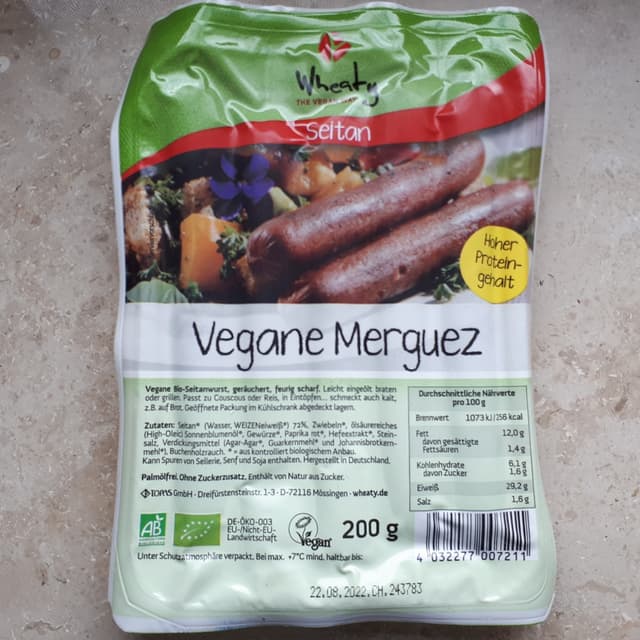 Wheaty
THE VEGAN WAY
Seitan
Hoher
Protein-
gehalt
Vegane Merguez
Vegane Bio-Seitanwurst, geräuchert, feurig scharf. Leicht eingeölt braten
oder grillen. Passt zu Couscous oder Reis, in Eintöpfen... schmeckt auch kalt,
z.B. auf Brot. Geöffnete Packung im Kühlschrank abgedeckt lagern.
Zutaten: Seitan* (Wasser, WEIZENeiweiß*) 72%, Zwiebeln*, ölsäurereiches
(High-Oleic) Sonnenblumenöl*, Gewürze*, Paprika rot*, Hefeextrakt*, Stein-
salz, Verdickungsmittel (Agar-Agar*, Guarkernmehl* und Johannisbrotkern-
mehl*), Buchenholzrauch. * = aus kontrolliert biologischem Anbau.
Kann Spuren von Sellerie, Senf und Soja enthalten. Hergestellt in Deutschland.
Palmölfrei. Ohne Zuckerzusatz. Enthält von Natur aus Zucker.
TOPAS GmbH · Dreifürstensteinstr. 1-3 · D-72116 Mössingen · wheaty.de
Durchschnittliche Nährwerte
pro 100 g
Brennwert 1073 kJ/256 kcal
Fett 12,0 g
davon gesättigte
Fettsäuren 1,4 g
Kohlenhydrate 6,1 g
davon Zucker 1,6 g
Eiweiß 29,2 g
Salz 1,6 g
AB
DE-ÖKO-003
EU-/Nicht-EU-
Landwirtschaft
Vegan
200 g
4 032277 007211
Unter Schutzatmosphäre verpackt. Bei max. +7°C mind. haltbar bis:
22.08.2022.CH.243783